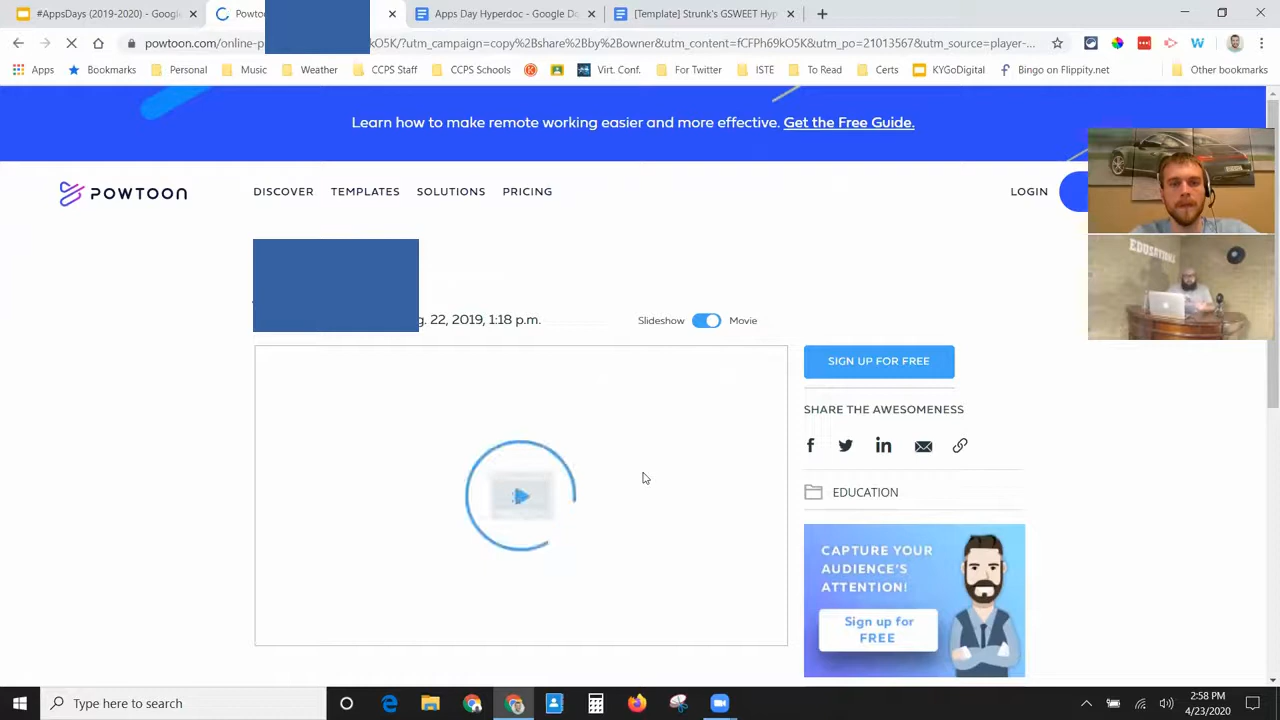 #AppsDays (2019-2020) - Google
Powto
Apps Day Hyperdoc - Google Do
[Template] Strunk's GSWEET Hy
powtoon.com/online-p
kO5K/?utm_campaign=copy%2Bshare%2Bby%2Bowner&utm_content=fCFPh69kO5K&utm_po=21013567&utm_source=player-...
Apps
Bookmarks
Personal
Music
Weather
CCPS Staff
CCPS Schools
Virt. Conf.
For Twitter
ISTE
To Read
Certs
KYGoDigital
Bingo on Flippity.net
Other bookmarks
Learn how to make remote working easier and more effective. Get the Free Guide.
POWTOON
DISCOVER
TEMPLATES
SOLUTIONS
PRICING
LOGIN
EDUSATIONS
g. 22, 2019, 1:18 p.m.
Slideshow
Movie
SIGN UP FOR FREE
SHARE THE AWESOMENESS
EDUCATION
CAPTURE YOUR
AUDIENCE'S
ATTENTION!
Sign up for
FREE
Type here to search
2:58 PM
4/23/2020